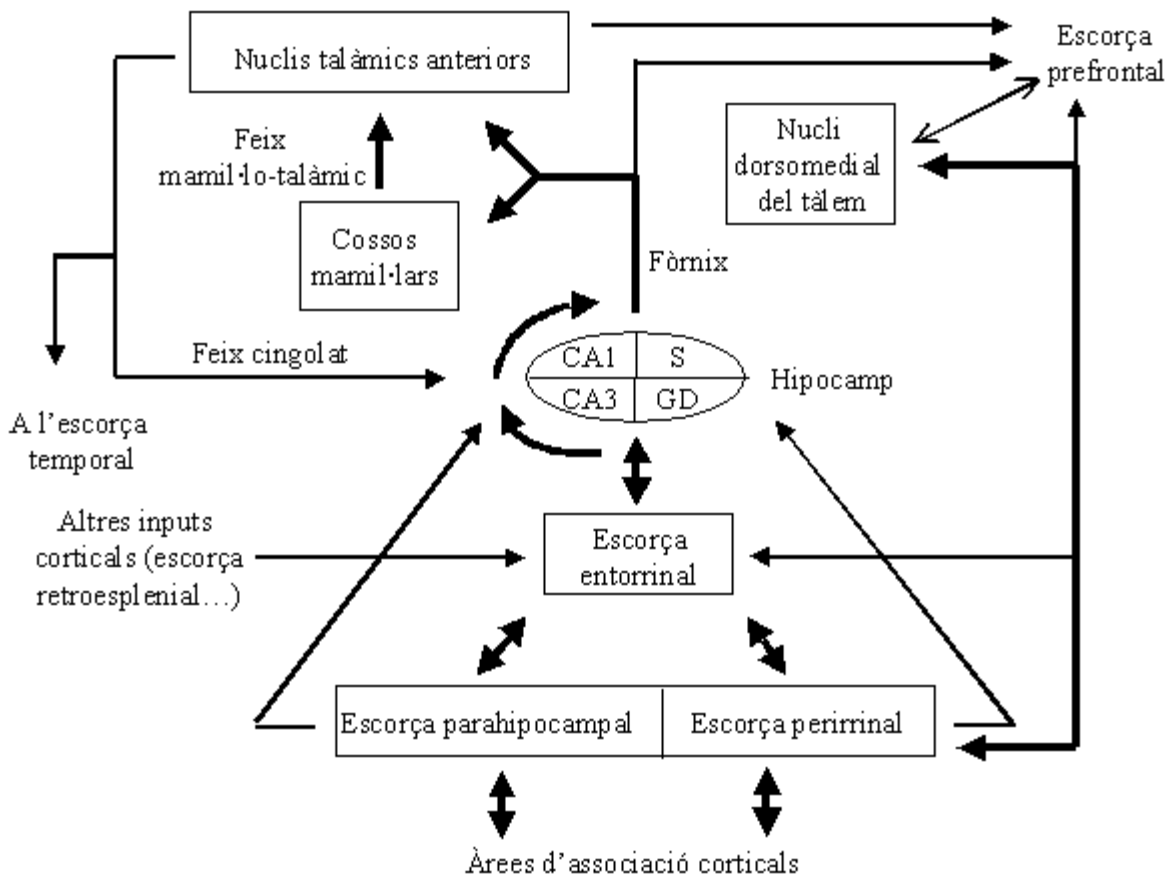 Nuclis talàmics anteriors
Escorça
prefrontal
Feix
mamil·lo-talàmic
Nucli
dorsomedial
del tàlem
Cossos
mamil·lars
Fòrnix
Feix cingolat
CA1
S
CA3
GD
Hipocamp
A l’escorça
temporal
Altres inputs
corticals (escorça
retroesplenial…)
Escorça
entorrinal
Escorça parahipocampal
Escorça perirrinal
Àrees d’associació corticals